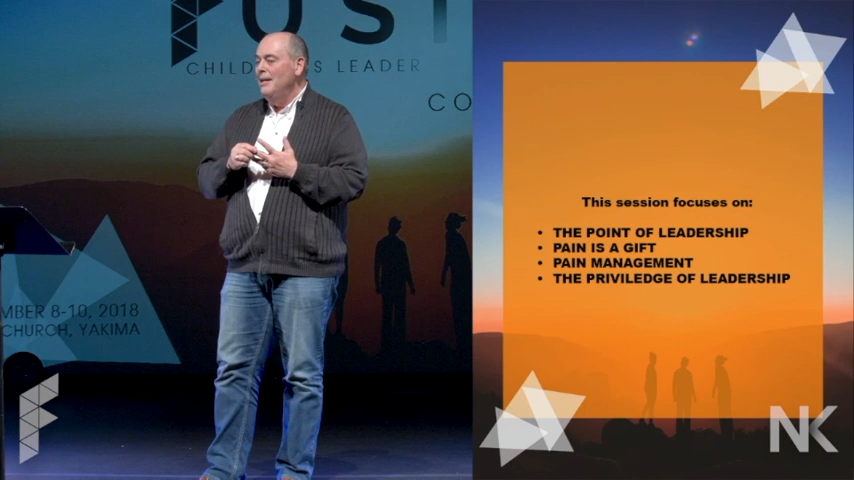 LEADER
CO
MBER 8-10, 2018
CHURCH, YAKIMA
This session focuses on:
• THE POINT OF LEADERSHIP
• PAIN IS A GIFT
• PAIN MANAGEMENT
• THE PRIVILEDGE OF LEADERSHIP
F
NK